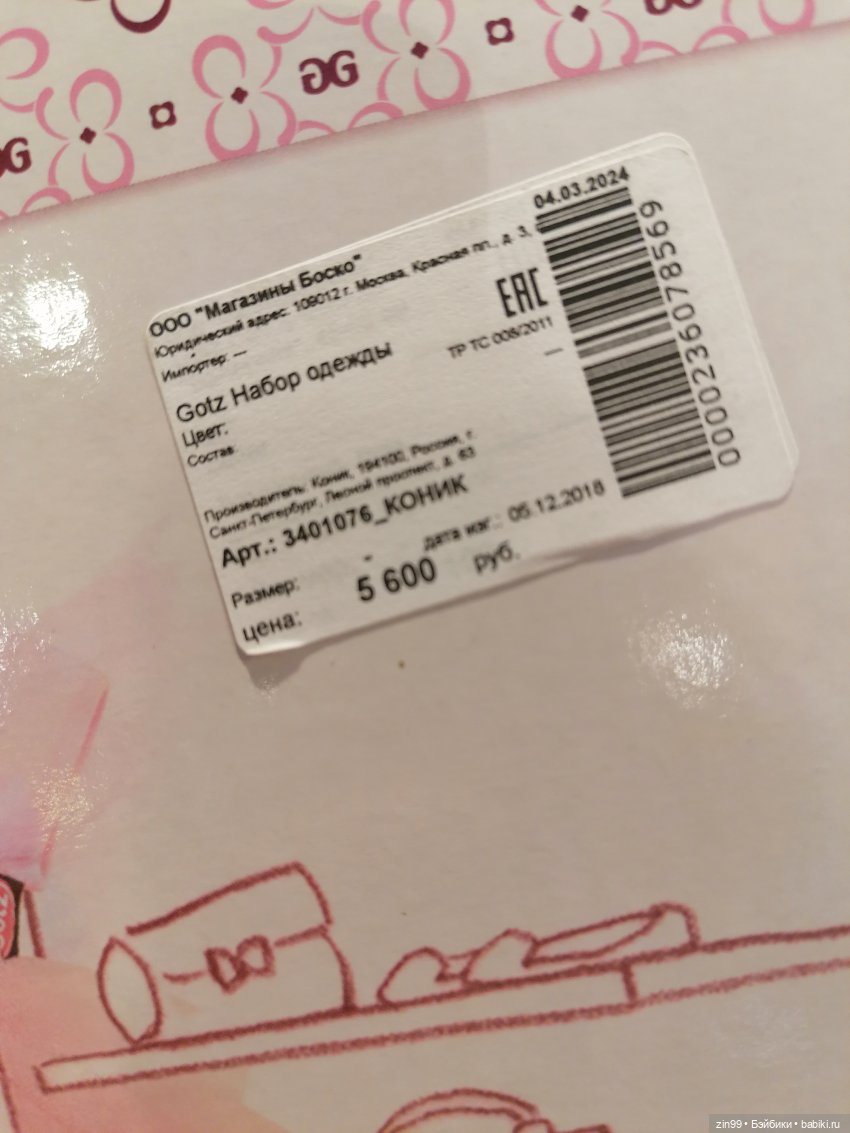 GG
04.03.2024
ООО "Магазины Боско"
Юридический адрес: 109012 г. Москва, Красная пл., д. 3,
Импортер: —
EAC
ТР ТС 008/2011
—
Gotz Набор одежды
Цвет:
Состав:
Производитель: Коник, 194100, Россия, г.
Санкт-Петербург, Лесной проспект, д. 63
Арт.: 3401076_КОНИК
Размер: -
дата изг.: 05.12.2018
цена: 5 600 руб.
0000236078569
zin99 • Бэйбики • babiki.ru